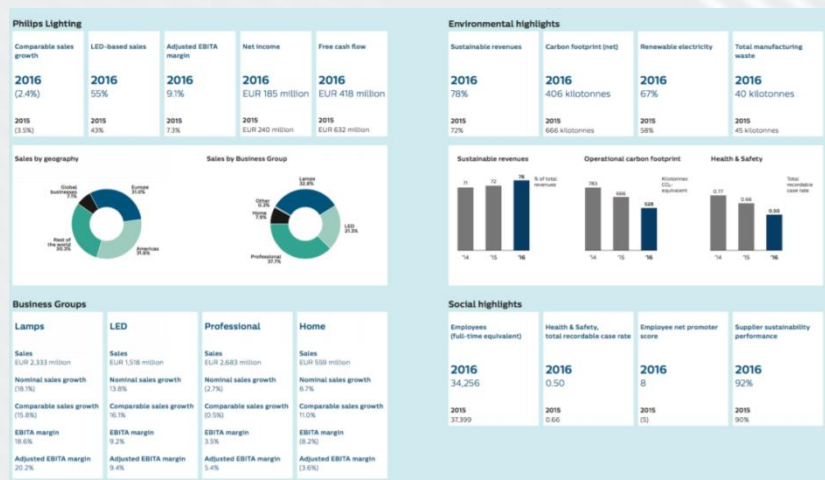 Philips Lighting
Comparable sales
growth
2016
(2.4%)
2015
(3.5%)
LED-based sales
2016
55%
2015
43%
Adjusted EBITA
margin
2016
9.1%
2015
7.3%
Net income
2016
EUR 185 million
2015
EUR 240 million
Free cash flow
2016
EUR 418 million
2015
EUR 632 million
Sales by geography
Global
businesses
7.1%
Europe
31.0%
Rest of
the world
Americas
31.6%
Sales by Business Group
Lamps
32.8%
Other
0.3%
Home
7.9%
LED
21.3%
Professional
37.7%
Business Groups
Lamps
Sales
EUR 2,333 million
Nominal sales growth
(18.1%)
Comparable sales growth
(15.8%)
EBITA margin
18.6%
Adjusted EBITA margin
20.2%
LED
Sales
EUR 1,518 million
Nominal sales growth
13.8%
Comparable sales growth
16.1%
EBITA margin
9.2%
Adjusted EBITA margin
9.4%
Professional
Sales
EUR 2,683 million
Nominal sales growth
(2.7%)
Comparable sales growth
(0.5%)
EBITA margin
3.5%
Adjusted EBITA margin
5.4%
Home
Sales
EUR 559 million
Nominal sales growth
6.7%
Comparable sales growth
11.0%
EBITA margin
(8.2%)
Adjusted EBITA margin
(3.6%)
Environmental highlights
Sustainable revenues
2016
78%
2015
72%
Carbon footprint (net)
2016
406 kilotonnes
2015
666 kilotonnes
Renewable electricity
2016
67%
2015
58%
Total manufacturing
waste
2016
40 kilotonnes
2015
45 kilotonnes
Sustainable revenues
71
72
78
% of total
revenues
'14
'15
'16
Operational carbon footprint
783
666
528
Kilotonnes
CO₂-
equivalent
'14
'15
'16
Health & Safety
0.77
0.66
0.50
Total
recordable
case rate
'14
'15
'16
Social highlights
Employees
(full-time equivalent)
2016
34,256
2015
37,399
Health & Safety,
total recordable case rate
2016
0.50
2015
0.66
Employee net promoter
score
2016
8
2015
(5)
Supplier sustainability
performance
2016
92%
2015
90%